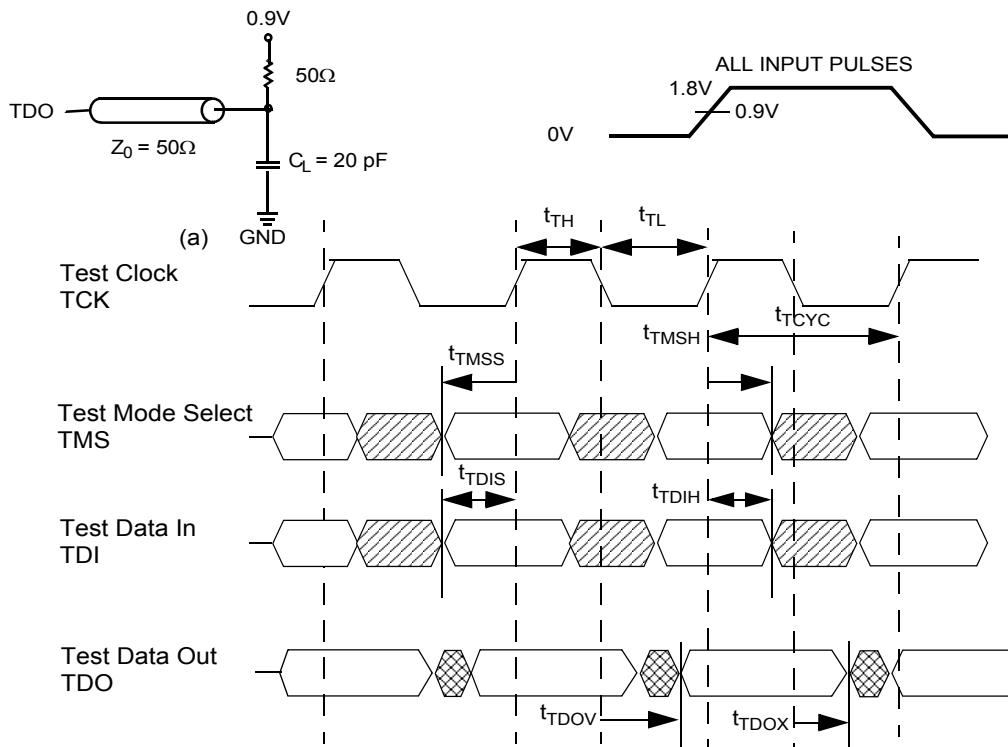 0.9V
50Ω
TDO
Z0 = 50Ω
CL = 20 pF
(a)
GND
ALL INPUT PULSES
1.8V
0.9V
0V
tTH
tTL
Test Clock
TCK
tTCYC
tTMSH
tTMSS
Test Mode Select
TMS
tTDIS
tTDIH
Test Data In
TDI
Test Data Out
TDO
tTDOV
tTDOX